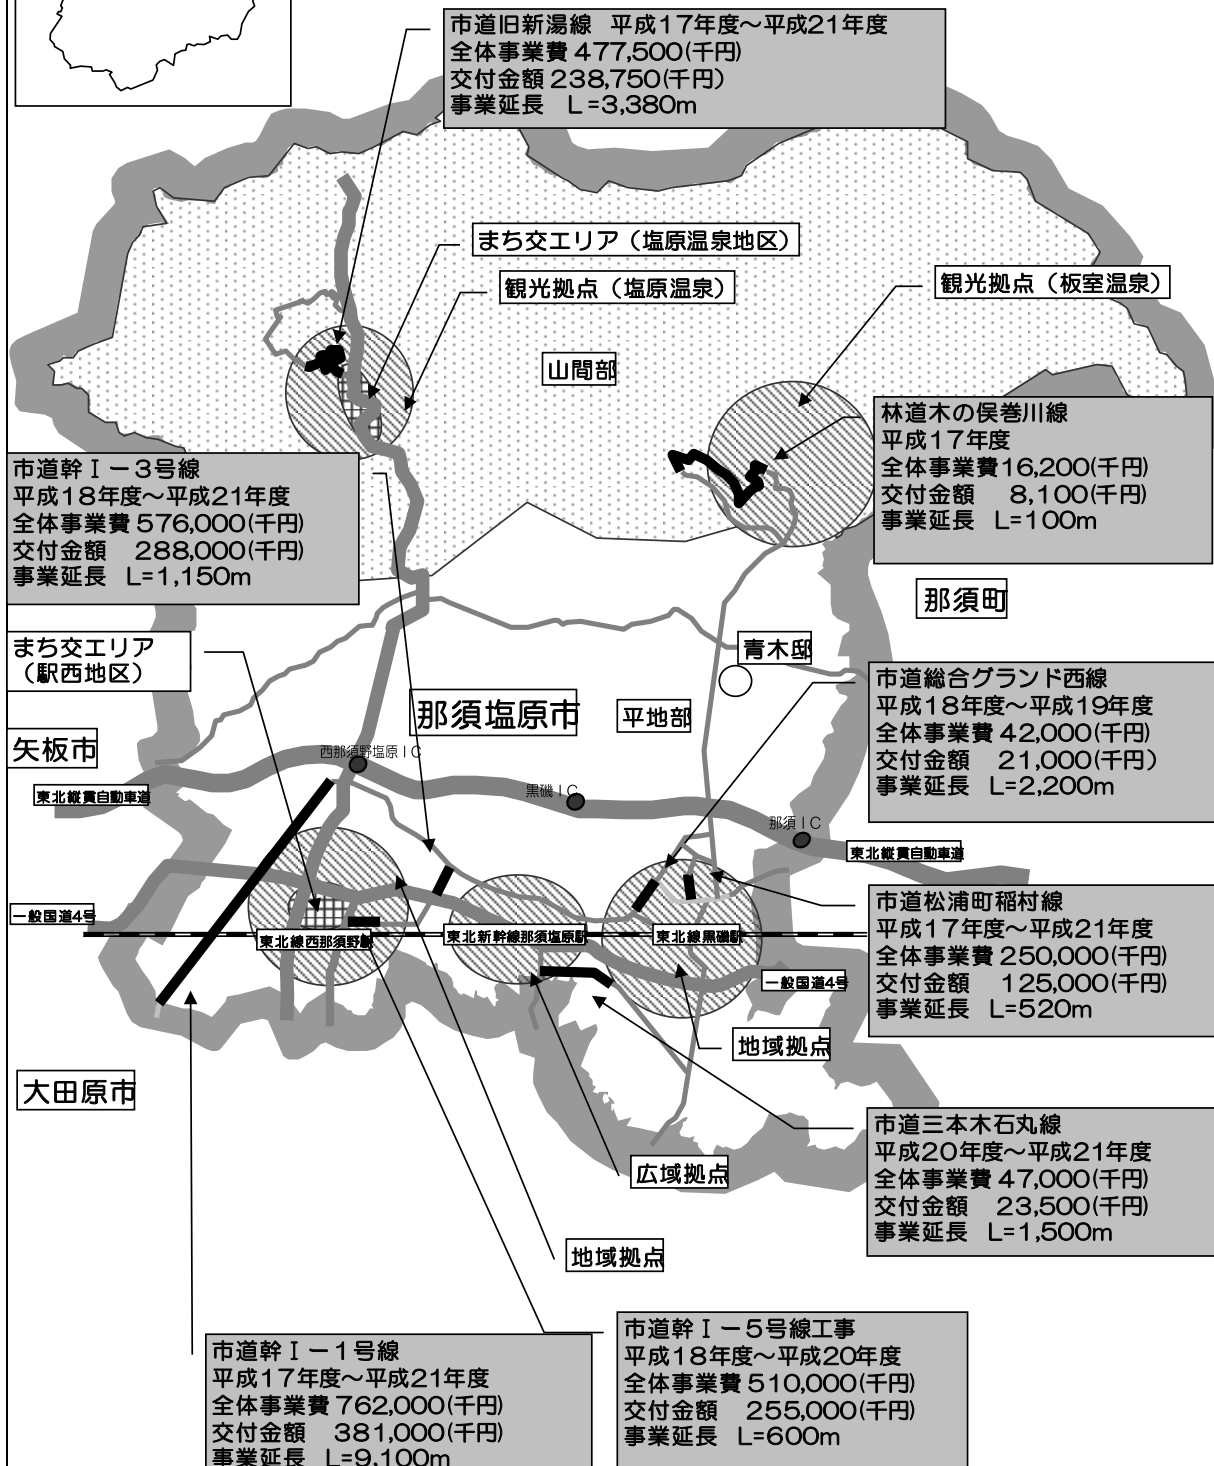 市道旧新湯線 平成17年度～平成21年度
全体事業費 477,500(千円)
交付金額 238,750(千円)
事業延長 L=3,380m
まち交エリア（塩原温泉地区）
観光拠点（塩原温泉）
観光拠点（板室温泉）
山間部
林道木の俣巻川線
平成17年度
全体事業費16,200(千円)
交付金額 8,100(千円)
事業延長 L=100m
市道幹Ⅰ－3号線
平成18年度～平成21年度
全体事業費 576,000(千円)
交付金額 288,000(千円)
事業延長 L=1,150m
那須町
まち交エリア
（駅西地区）
青木邸
市道総合グランド西線
平成18年度～平成19年度
全体事業費 42,000(千円)
交付金額 21,000(千円)
事業延長 L=2,200m
那須塩原市
平地部
矢板市
西那須野塩原ＩＣ
東北縦貫自動車道
黒磯ＩＣ
那須ＩＣ
東北縦貫自動車道
市道松浦町稲村線
平成17年度～平成21年度
全体事業費 250,000(千円)
交付金額 125,000(千円)
事業延長 L=520m
一般国道4号
東北線西那須野駅
東北新幹線那須塩原駅
東北線黒磯駅
一般国道4号
地域拠点
大田原市
市道三本木石丸線
平成20年度～平成21年度
全体事業費 47,000(千円)
交付金額 23,500(千円)
事業延長 L=1,500m
広域拠点
地域拠点
市道幹Ⅰ－5号線工事
平成18年度～平成20年度
全体事業費 510,000(千円)
交付金額 255,000(千円)
事業延長 L=600m
市道幹Ⅰ－1号線
平成17年度～平成21年度
全体事業費 762,000(千円)
交付金額 381,000(千円)
事業延長 L=9,100m